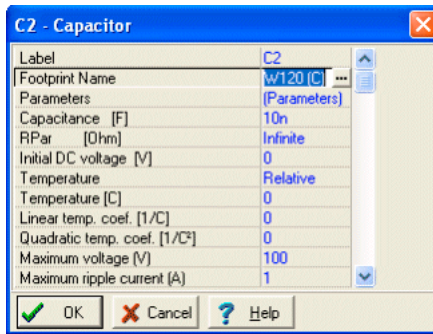 C2 - Capacitor
Label C2
Footprint Name W120 (C) ...
Parameters (Parameters)
Capacitance [F] 10n
RPar [Ohm] Infinite
Initial DC voltage [V] 0
Temperature Relative
Temperature [C] 0
Linear temp. coef. [1/C] 0
Quadratic temp. coef. [1/C²] 0
Maximum voltage (V) 100
Maximum ripple current (A) 1
OK Cancel ? Help